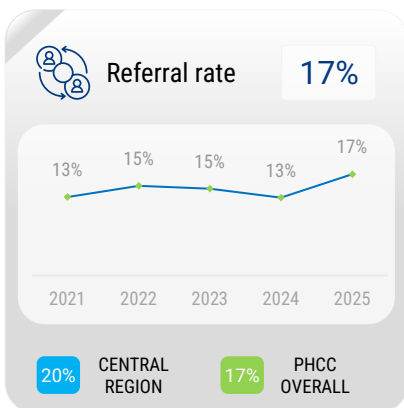 Referral rate 17%
13% 15% 15% 13% 17%
2021 2022 2023 2024 2025
20% CENTRAL REGION
17% PHCC OVERALL